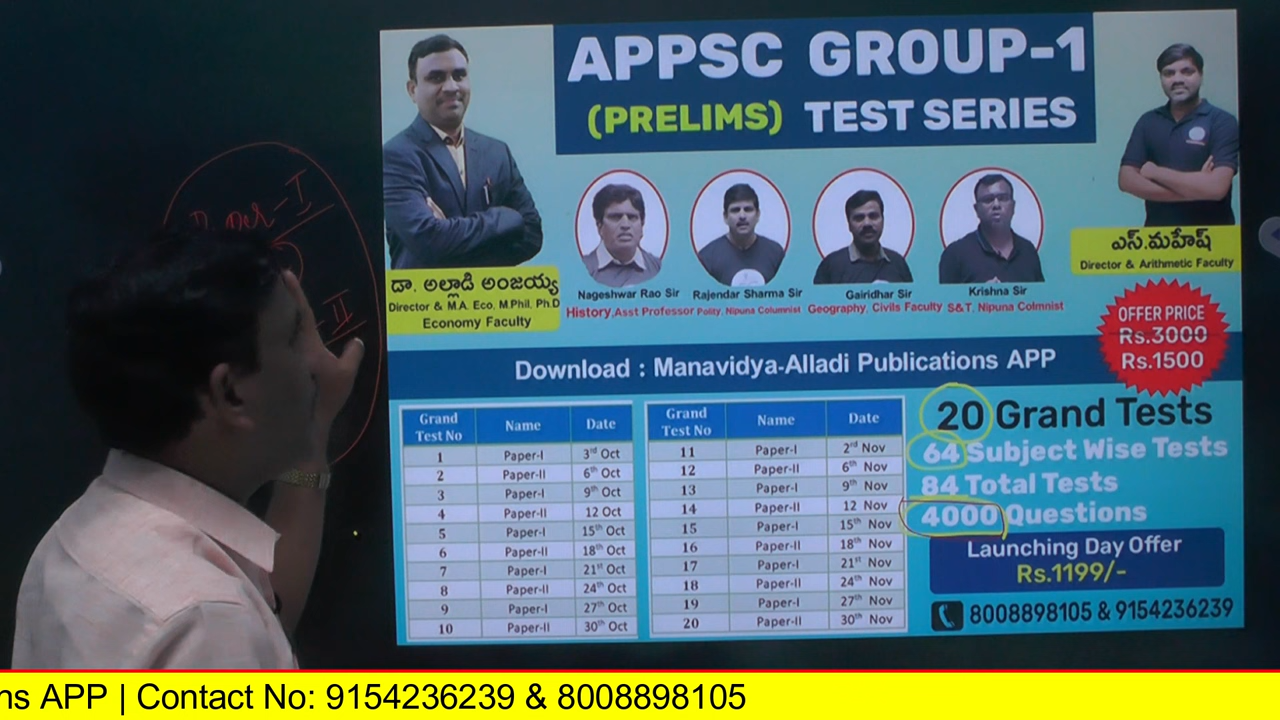 APPSC GROUP-1
(PRELIMS) TEST SERIES
డా. అల్లాడి అంజయ్య
Director & M.A. Eco. M.Phil. Ph.D
Economy Faculty
Nageshwar Rao Sir
History, Asst Professor
Rajendar Sharma Sir
Polity, Nipuna Columnist
Gairidhar Sir
Geography, Civils Faculty
Krishna Sir
S&T, Nipuna Colmnist
ఎస్.మహేష్
Director & Arithmetic Faculty
OFFER PRICE
Rs.3000
Rs.1500
Download : Manavidya-Alladi Publications APP
Grand Test No Name Date
1 Paper-I 3rd Oct
2 Paper-II 6th Oct
3 Paper-I 9th Oct
4 Paper-II 12 Oct
5 Paper-I 15th Oct
6 Paper-II 18th Oct
7 Paper-I 21st Oct
8 Paper-II 24th Oct
9 Paper-I 27th Oct
10 Paper-II 30th Oct
Grand Test No Name Date
11 Paper-I 2nd Nov
12 Paper-II 6th Nov
13 Paper-I 9th Nov
14 Paper-II 12 Nov
15 Paper-I 15th Nov
16 Paper-II 18th Nov
17 Paper-I 21st Nov
18 Paper-II 24th Nov
19 Paper-I 27th Nov
20 Paper-II 30th Nov
20 Grand Tests
64 Subject Wise Tests
84 Total Tests
4000 Questions
Launching Day Offer
Rs.1199/-
8008898105 & 9154236239
-I
-II
APP | Contact No: 9154236239 & 8008898105